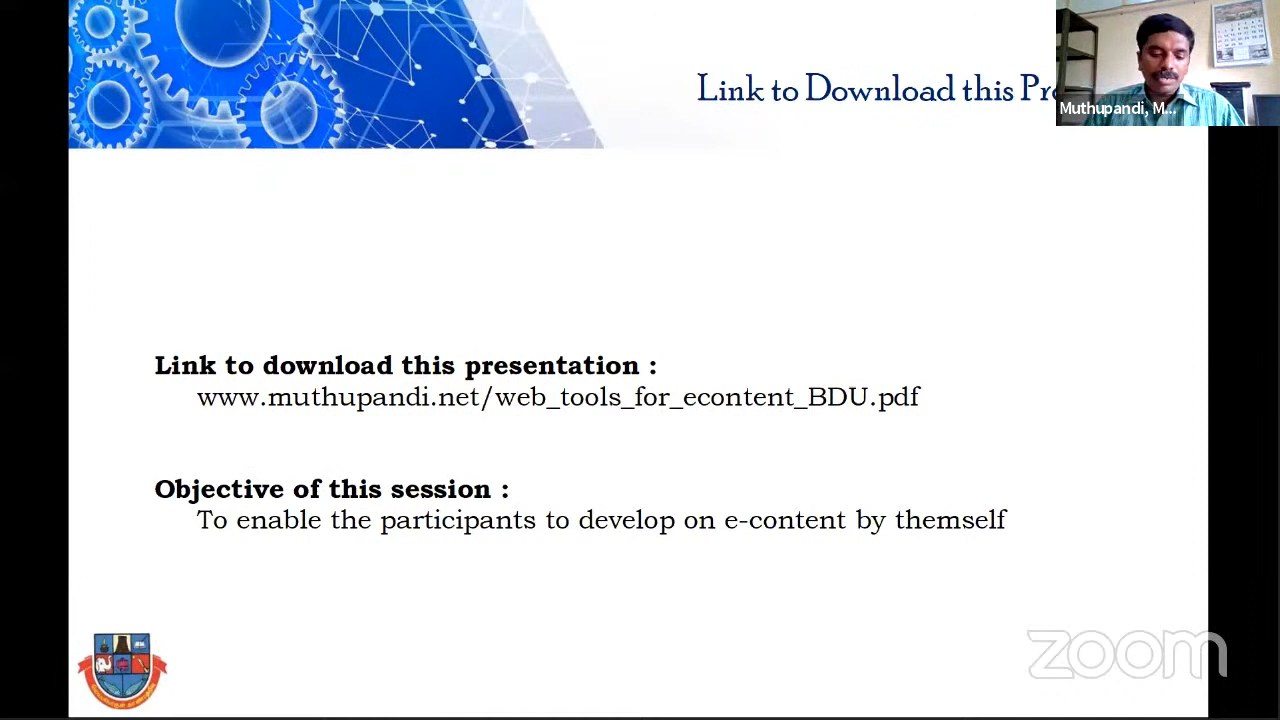 Link to Download this Pre
Muthupandi, M...
Link to download this presentation :
www.muthupandi.net/web_tools_for_econtent_BDU.pdf
Objective of this session :
To enable the participants to develop on e-content by themself
zoom